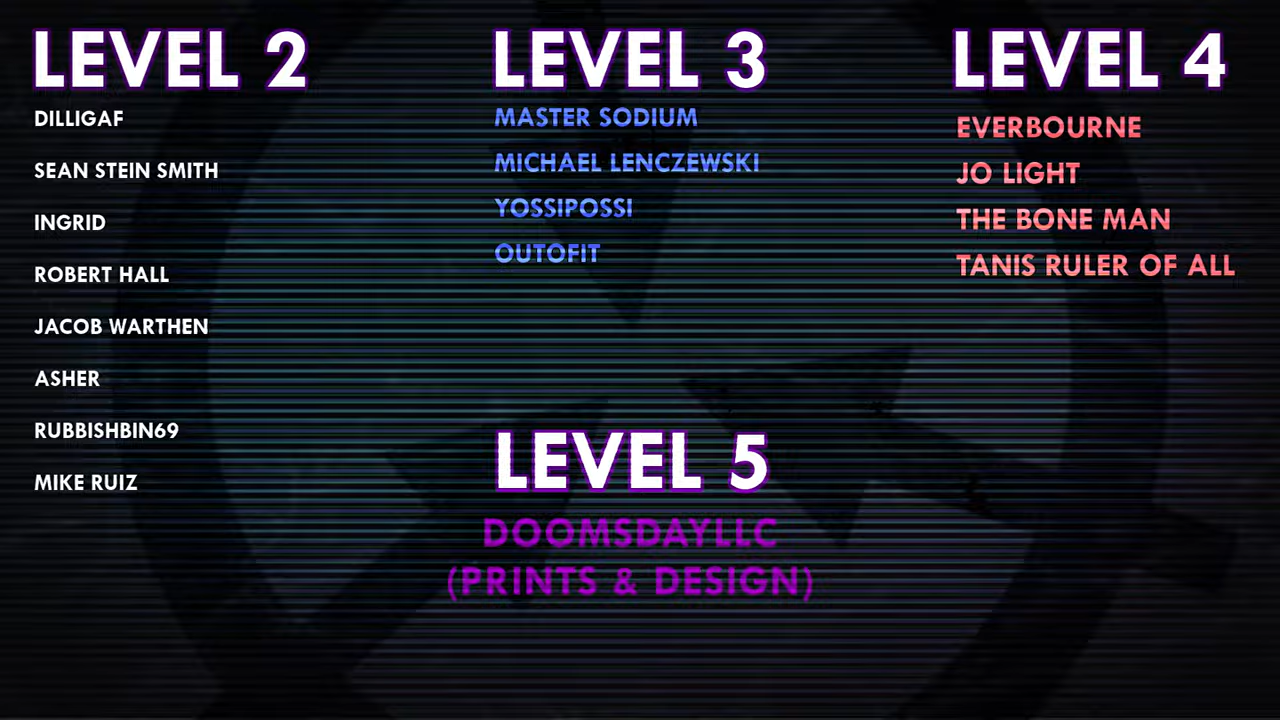 LEVEL 2
DILLIGAF
SEAN STEIN SMITH
INGRID
ROBERT HALL
JACOB WARTHEN
ASHER
RUBBISHBIN69
MIKE RUIZ
LEVEL 3
MASTER SODIUM
MICHAEL LENCZEWSKI
YOSSIPOSSI
OUTOFIT
LEVEL 4
EVERBOURNE
JO LIGHT
THE BONE MAN
TANIS RULER OF ALL
LEVEL 5
DOOMSDAYLLC
(PRINTS & DESIGN)